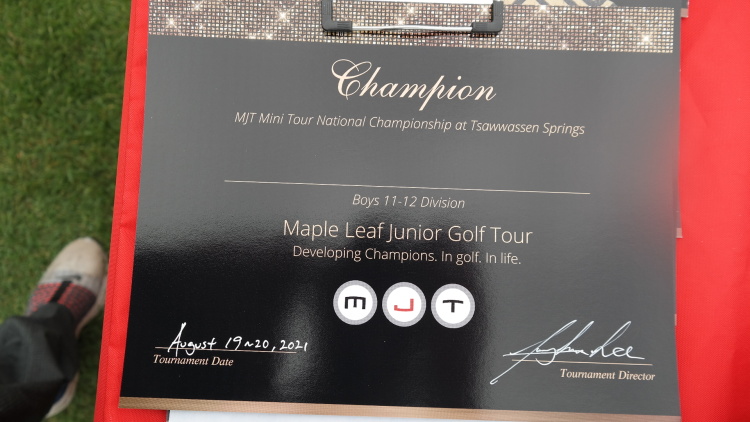 Champion
MJT Mini Tour National Championship at Tsawwassen Springs
Boys 11-12 Division
Maple Leaf Junior Golf Tour
Developing Champions. In golf. In life.
MJT
August 19~20, 2021
Tournament Date
Tournament Director